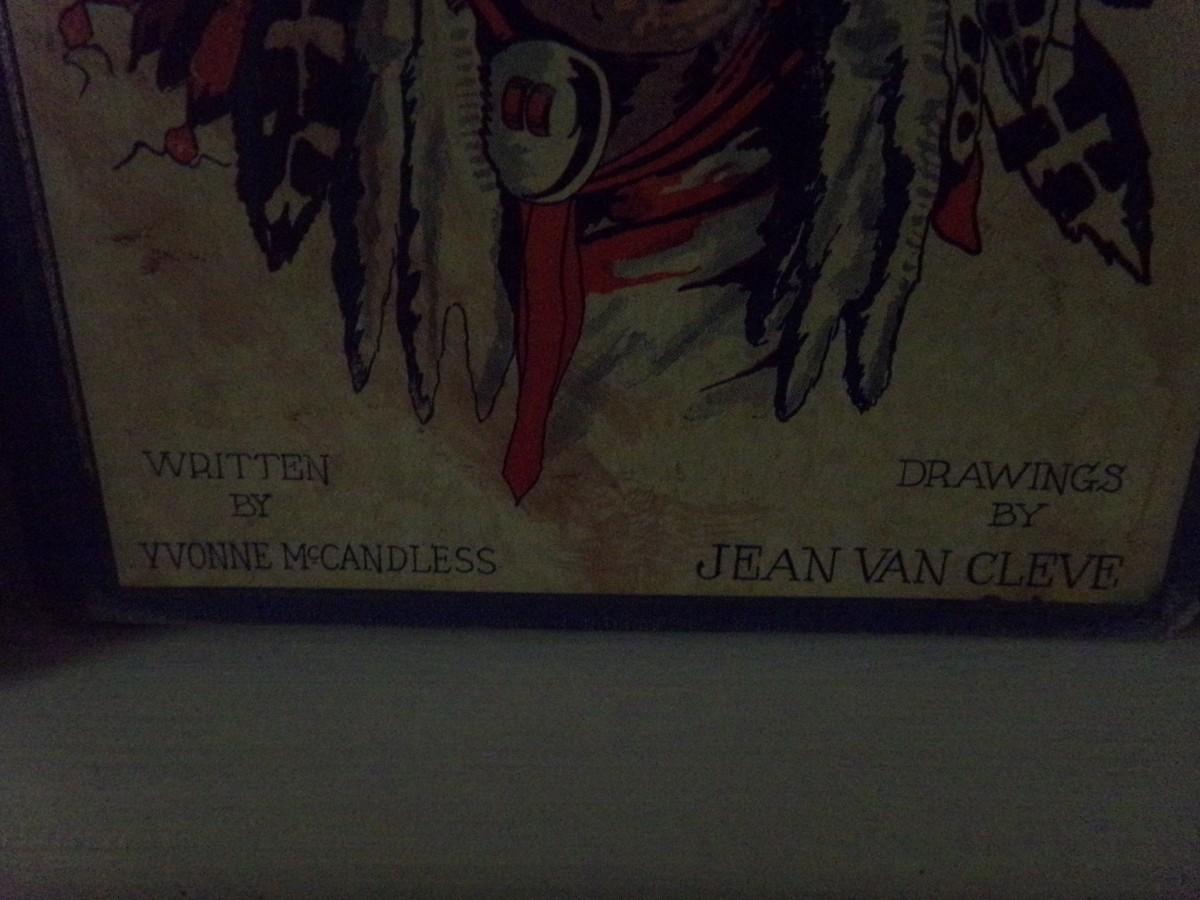 WRITTEN
BY
YVONNE McCANDLESS
DRAWINGS
BY
JEAN VAN CLEVE